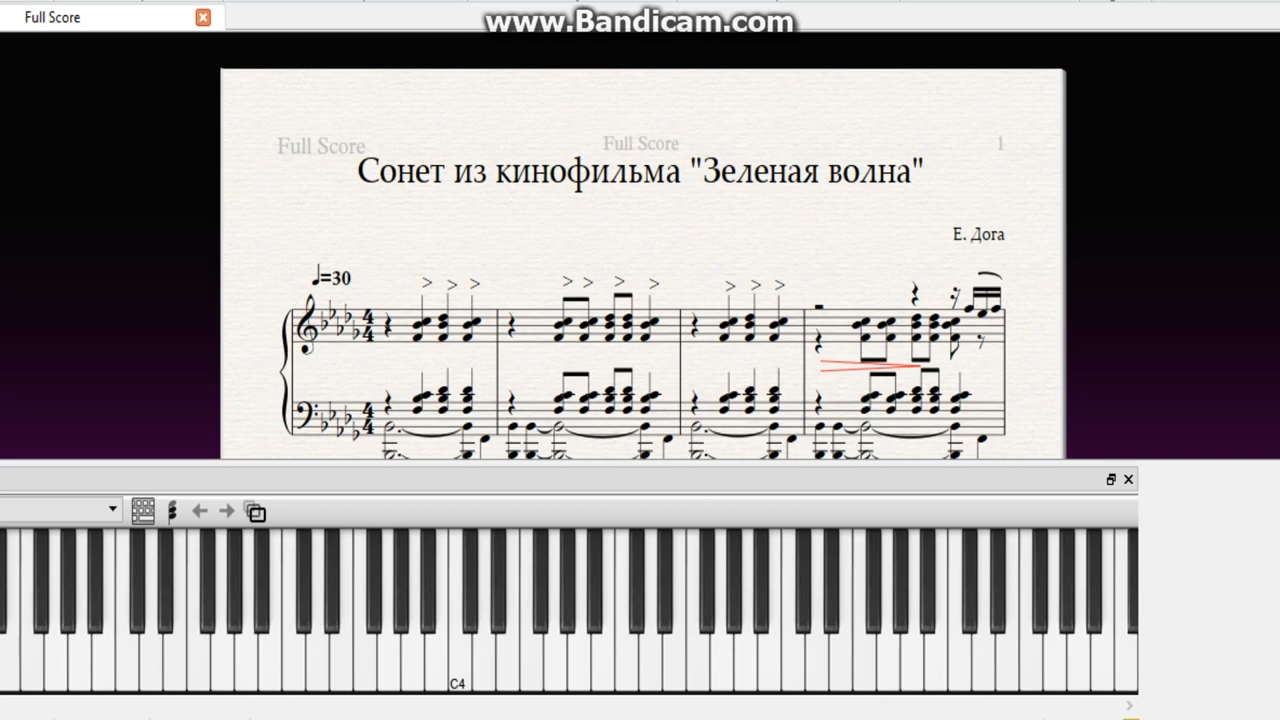 Full Score
www.Bandicam.com
Full Score
Full Score
1
Сонет из кинофильма "Зеленая волна"
Е. Дога
♩=30
C4